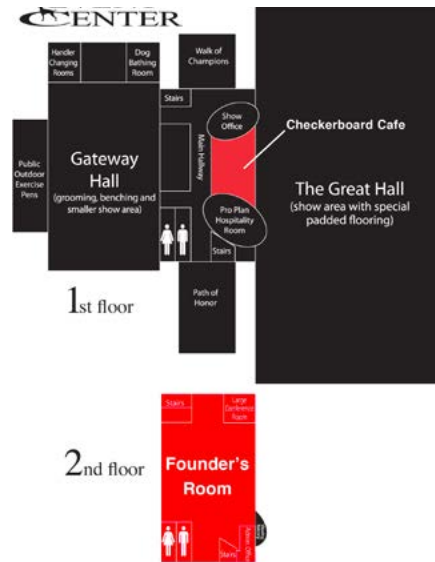 CENTER
Handler
Changing
Rooms
Dog
Bathing
Room
Walk of
Champions
Stairs
Show
Office
Checkerboard Cafe
Main Hallway
Public
Outdoor
Exercise
Pens
Gateway
Hall
(grooming, benching and
smaller show area)
The Great Hall
(show area with special
padded flooring)
Pro Plan
Hospitality
Room
Stairs
1st floor
Path of
Honor
Stairs
Large
Conference
Room
2nd floor
Founder's
Room
Stairs
Admin Office